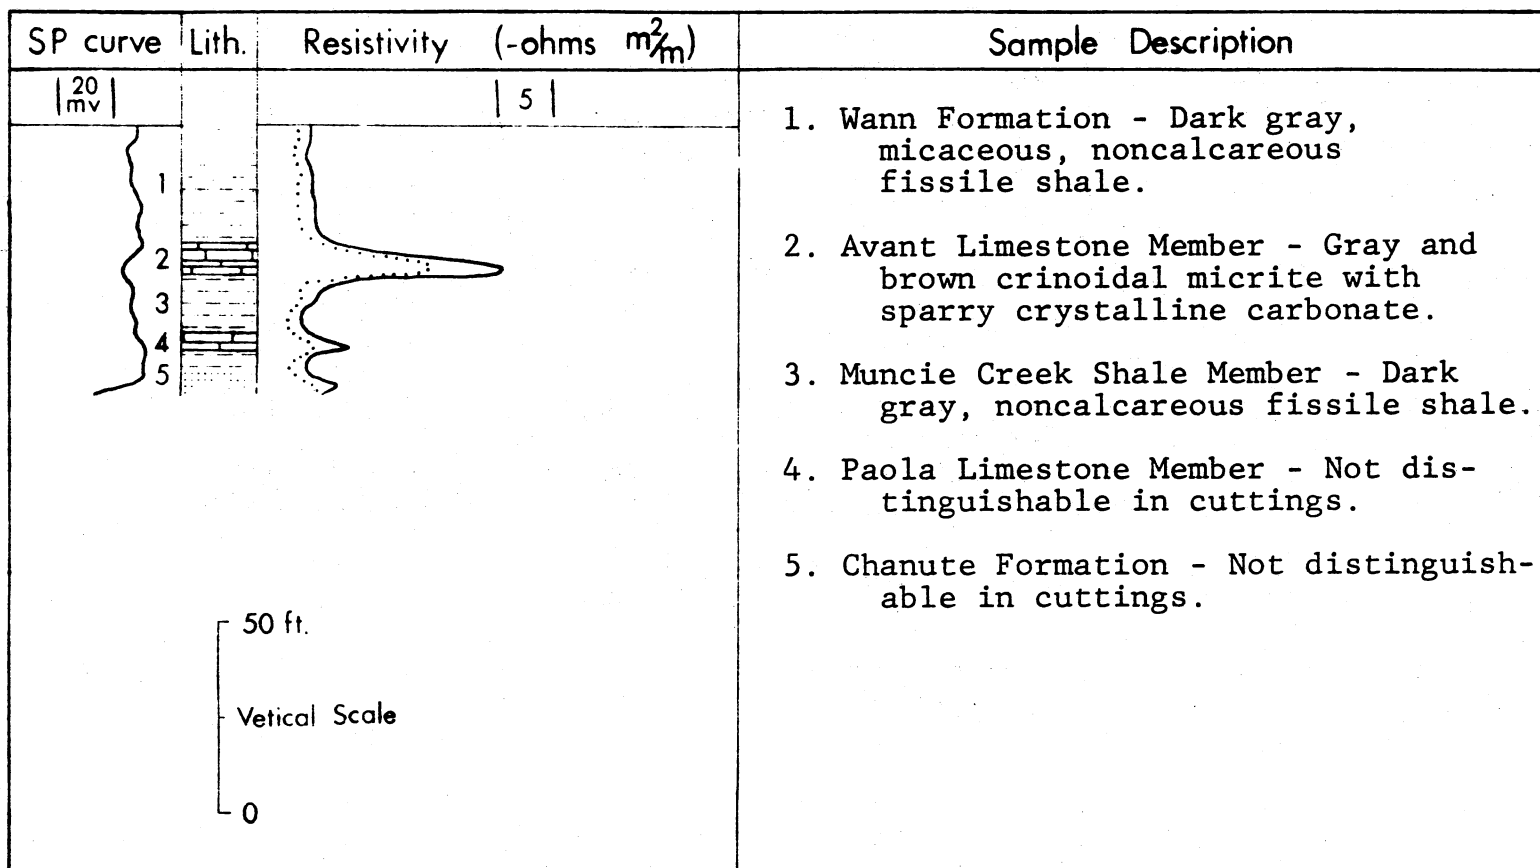 SP curve Lith. Resistivity (-ohms m²/m) Sample Description
20 mv
5
1
2
3
4
5
50 ft.
Vetical Scale
0
1. Wann Formation - Dark gray,
micaceous, noncalcareous
fissile shale.
2. Avant Limestone Member - Gray and
brown crinoidal micrite with
sparry crystalline carbonate.
3. Muncie Creek Shale Member - Dark
gray, noncalcareous fissile shale.
4. Paola Limestone Member - Not dis-
tinguishable in cuttings.
5. Chanute Formation - Not distinguish-
able in cuttings.